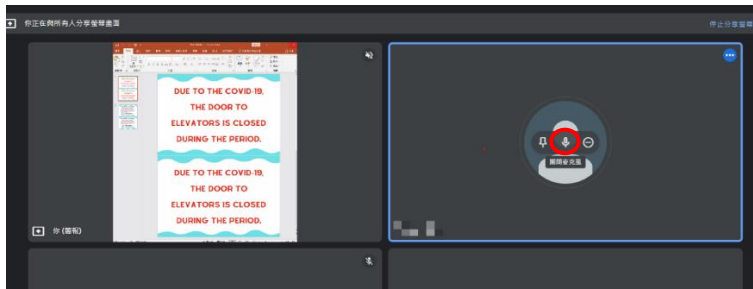 你正在與所有人分享螢幕畫面
停止分享螢幕
DUE TO THE COVID-19,
THE DOOR TO
ELEVATORS IS CLOSED
DURING THE PERIOD.
DUE TO THE COVID-19,
THE DOOR TO
ELEVATORS IS CLOSED
DURING THE PERIOD.
關閉麥克風
你 (簡報)